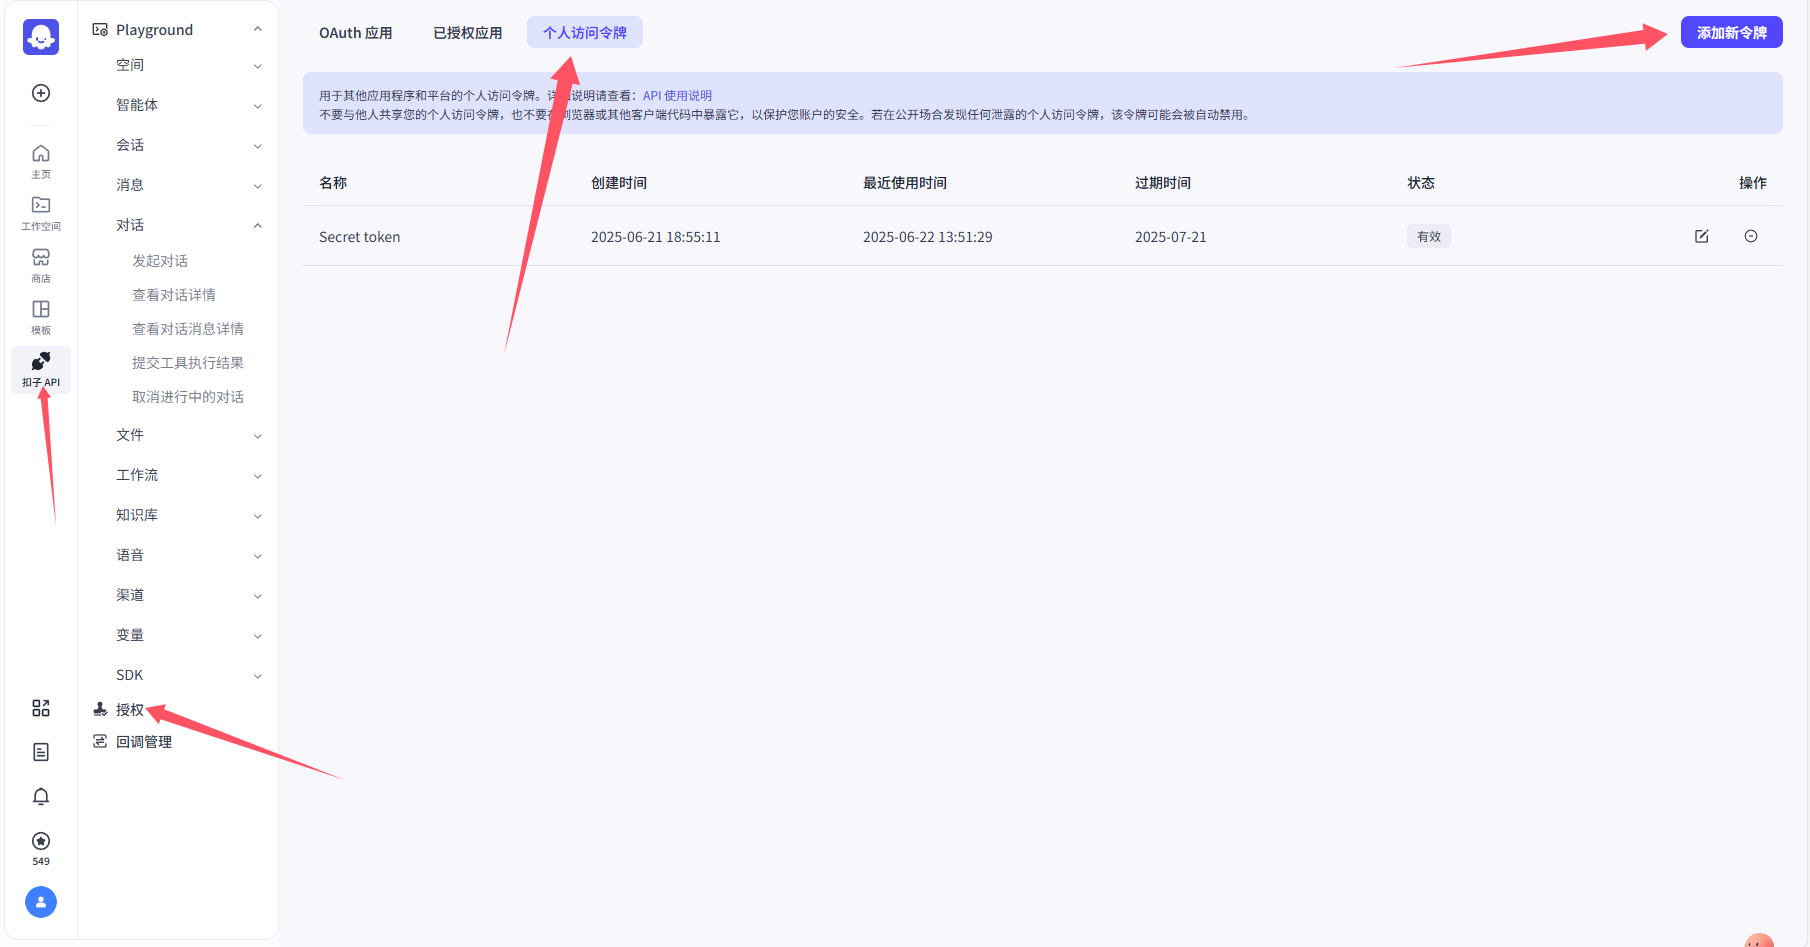 主页
工作空间
商店
模板
扣子 API
549
Playground
空间
智能体
会话
消息
对话
发起对话
查看对话详情
查看对话消息详情
提交工具执行结果
取消进行中的对话
文件
工作流
知识库
语音
渠道
变量
SDK
授权
回调管理
OAuth 应用 已授权应用 个人访问令牌 添加新令牌
用于其他应用程序和平台的个人访问令牌。详 说明请查看：API 使用说明
不要与他人共享您的个人访问令牌，也不要在浏览器或其他客户端代码中暴露它，以保护您账户的安全。若在公开场合发现任何泄露的个人访问令牌，该令牌可能会被自动禁用。
名称 创建时间 最近使用时间 过期时间 状态 操作
Secret token 2025-06-21 18:55:11 2025-06-22 13:51:29 2025-07-21 有效